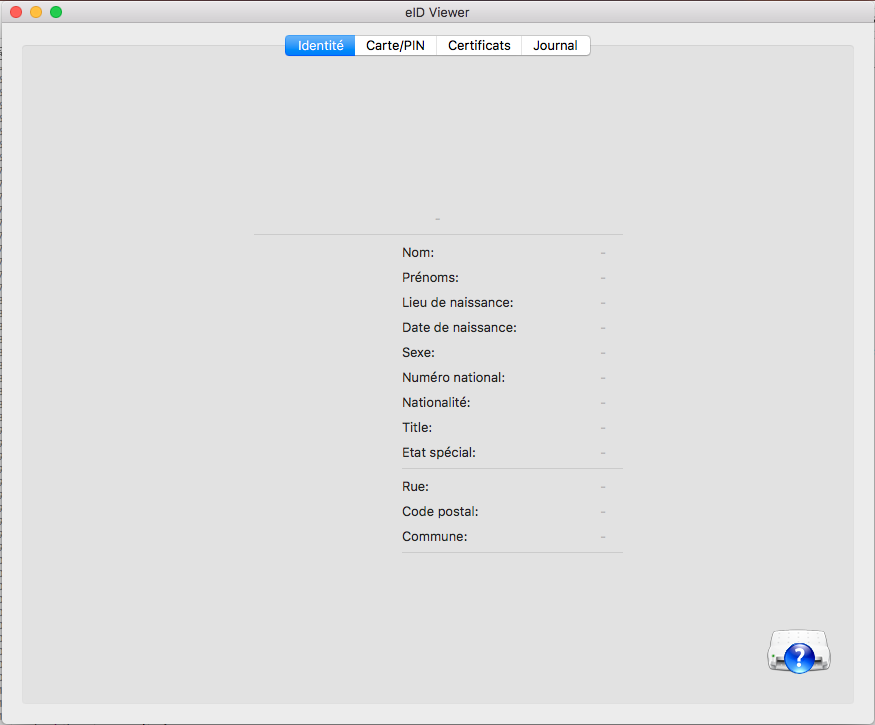 eID Viewer
Identité Carte/PIN Certificats Journal
-
Nom: -
Prénoms: -
Lieu de naissance: -
Date de naissance: -
Sexe: -
Numéro national: -
Nationalité: -
Title: -
Etat spécial: -
Rue: -
Code postal: -
Commune: -
?